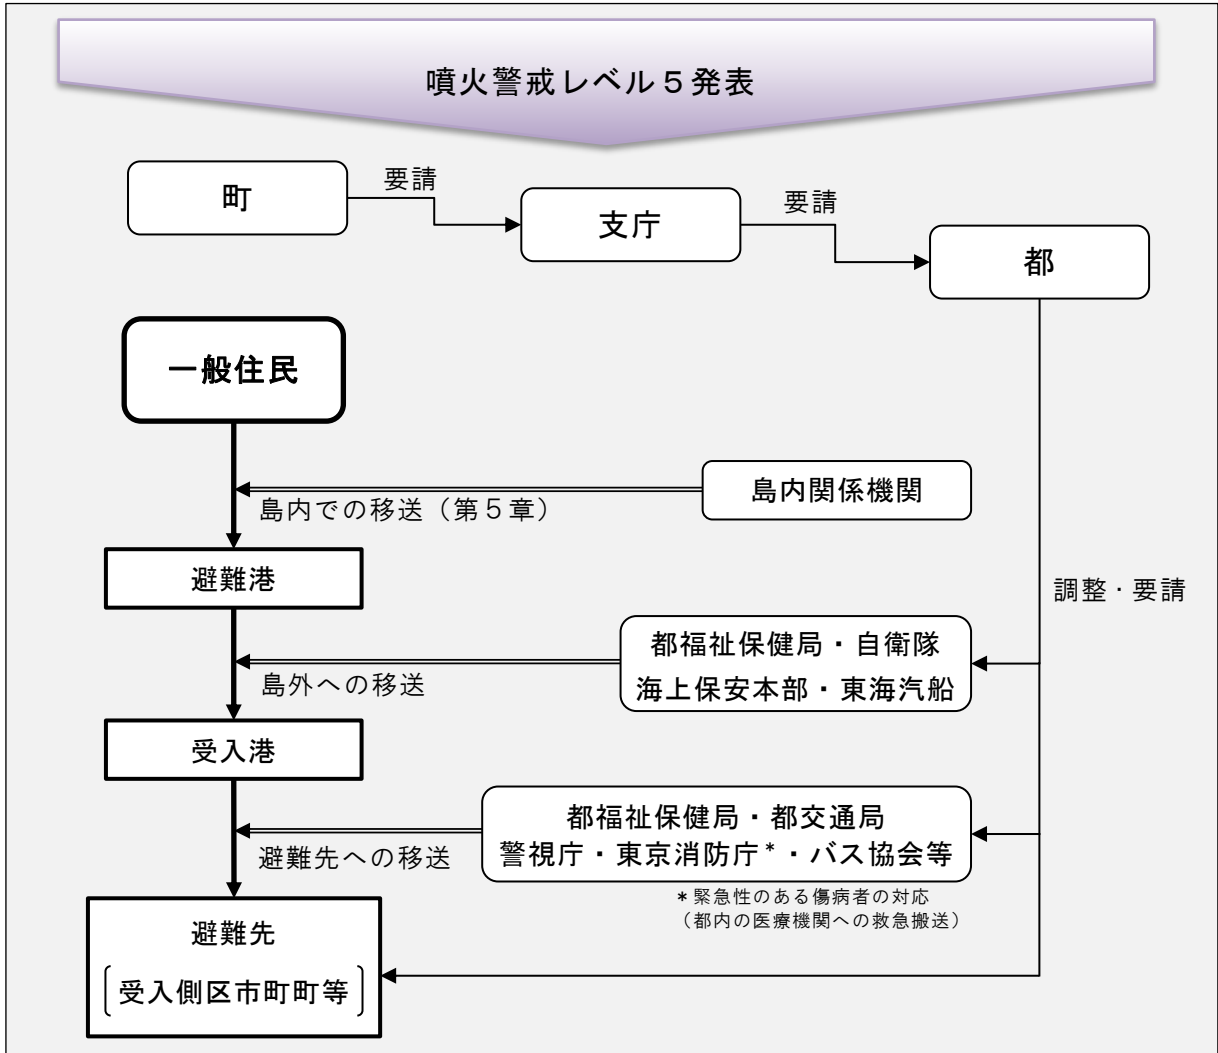 噴火警戒レベル５発表
町
要請
支庁
要請
都
一般住民
島内関係機関
島内での移送（第５章）
避難港
調整・要請
都福祉保健局・自衛隊
海上保安本部・東海汽船
島外への移送
受入港
都福祉保健局・都交通局
警視庁・東京消防庁*・バス協会等
避難先への移送
*緊急性のある傷病者の対応
（都内の医療機関への救急搬送）
避難先
〔受入側区市町町等〕